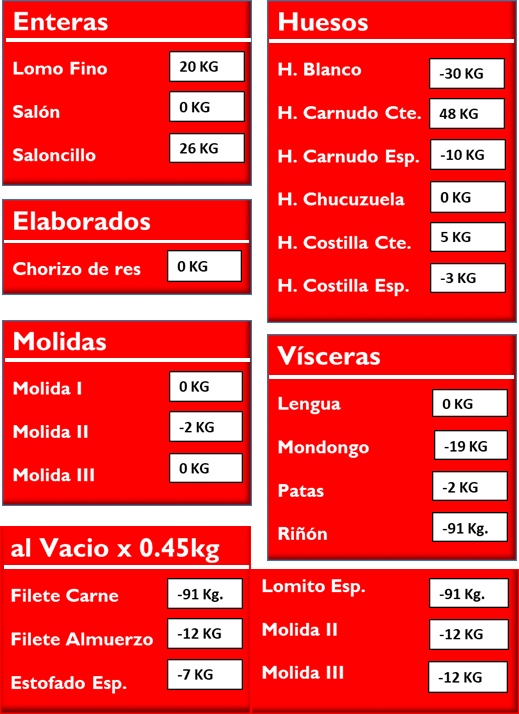 Enteras
Lomo Fino 20 KG
Salón 0 KG
Saloncillo 26 KG
Elaborados
Chorizo de res 0 KG
Molidas
Molida I 0 KG
Molida II -2 KG
Molida III 0 KG
Huesos
H. Blanco -30 KG
H. Carnudo Cte. 48 KG
H. Carnudo Esp. -10 KG
H. Chucuzuela 0 KG
H. Costilla Cte. 5 KG
H. Costilla Esp. -3 KG
Vísceras
Lengua 0 KG
Mondongo -19 KG
Patas -2 KG
Riñón -91 Kg.
al Vacio x 0.45kg
Filete Carne -91 Kg.
Filete Almuerzo -12 KG
Estofado Esp. -7 KG
Lomito Esp. -91 Kg.
Molida II -12 KG
Molida III -12 KG